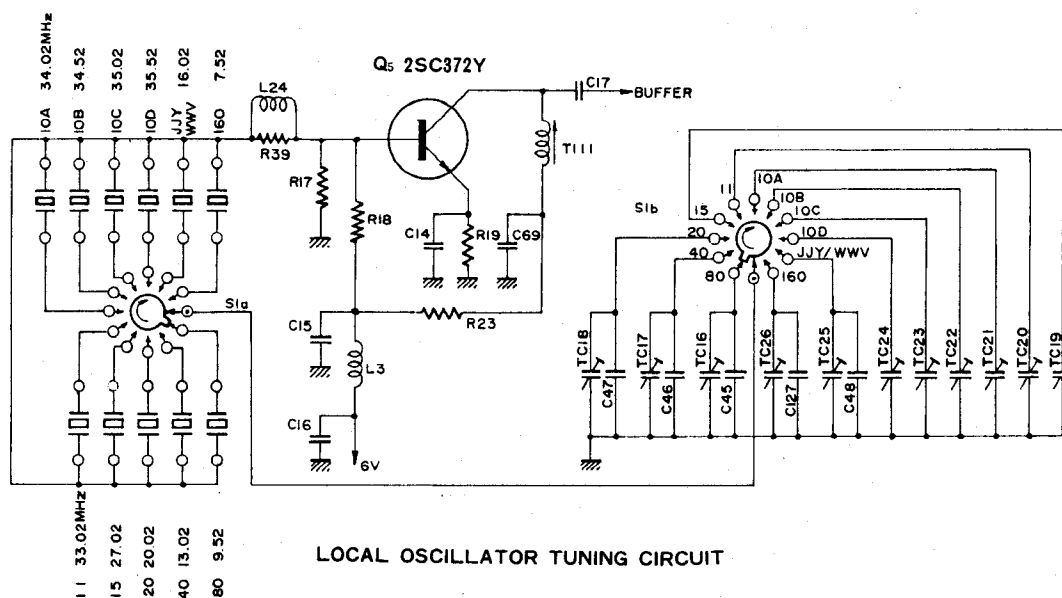 10A 34.02MHz
10B 34.52
10C 35.02
10D 35.52
JJY WWV 16.02
160 7.52
L24
R39
Q5 2SC372Y
C17
BUFFER
T111
R17
R18
C14
R19
C69
S1a
C15
R23
L3
C16
6V
11 33.02MHz
15 27.02
20 20.02
40 13.02
80 9.52
S1b
11
10A
10B
15
10C
20
10D
40
JJY/WWV
80
160
TC18
C47
TC17
C46
TC16
C45
TC26
C127
TC25
C48
TC24
TC23
TC22
TC21
TC20
TC19
LOCAL OSCILLATOR TUNING CIRCUIT